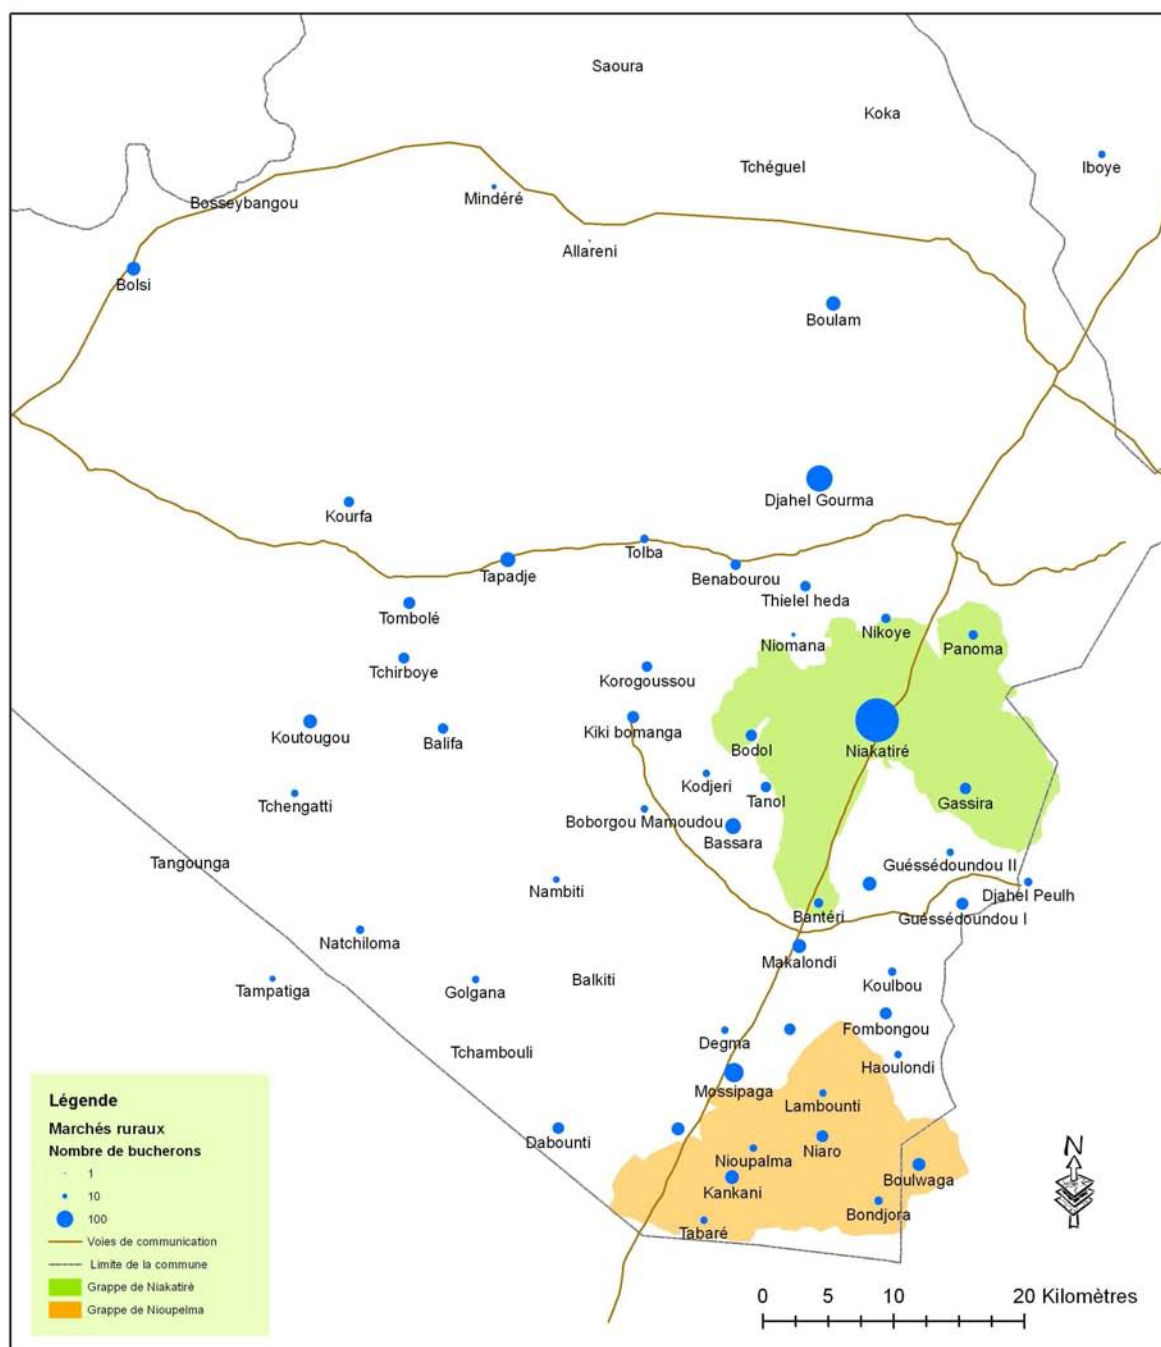 Saoura
Koka
Tchéguel
Iboye
Mindéré
Bosseybangou
Allareni
Bolsi
Boulam
Djahel Gourma
Kourfa
Tolba
Tapadje
Benabourou
Thielel heda
Tombolé
Nikoye
Niomana
Panoma
Tchirboye
Korogoussou
Kiki bomanga
Koutougou
Balifa
Bodol
Niakatiré
Kodjeri
Tanol
Gassira
Tchengatti
Boborgou Mamoudou
Bassara
Tangounga
Guéssédoundou II
Nambiti
Djahel Peulh
Bantéri
Guéssédoundou I
Natchiloma
Makalondi
Balkiti
Koulbou
Tampatiga
Golgana
Fombongou
Degma
Tchambouli
Haoulondi
Mossipaga
Lambounti
Dabounti
Niaro
Nioupalma
Boulwaga
Kankani
Bondjora
Tabaré
Légende
Marchés ruraux
Nombre de bucherons
1
10
100
Voies de communication
Limite de la commune
Grappe de Niakatiré
Grappe de Nioupelma
N
0 5 10 20 Kilomètres